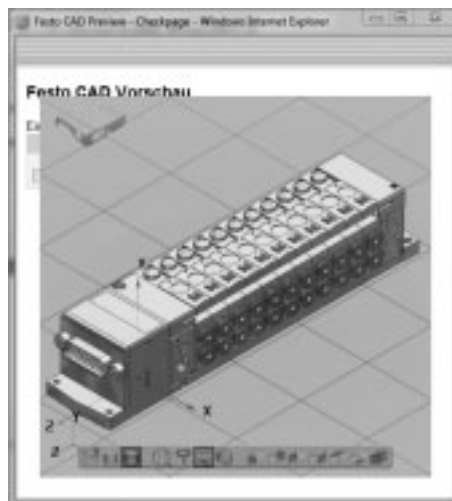 Festo CAD Preview - Checkpage - Windows Internet Explorer
Festo CAD Vorschau
X
Z
Y
Z